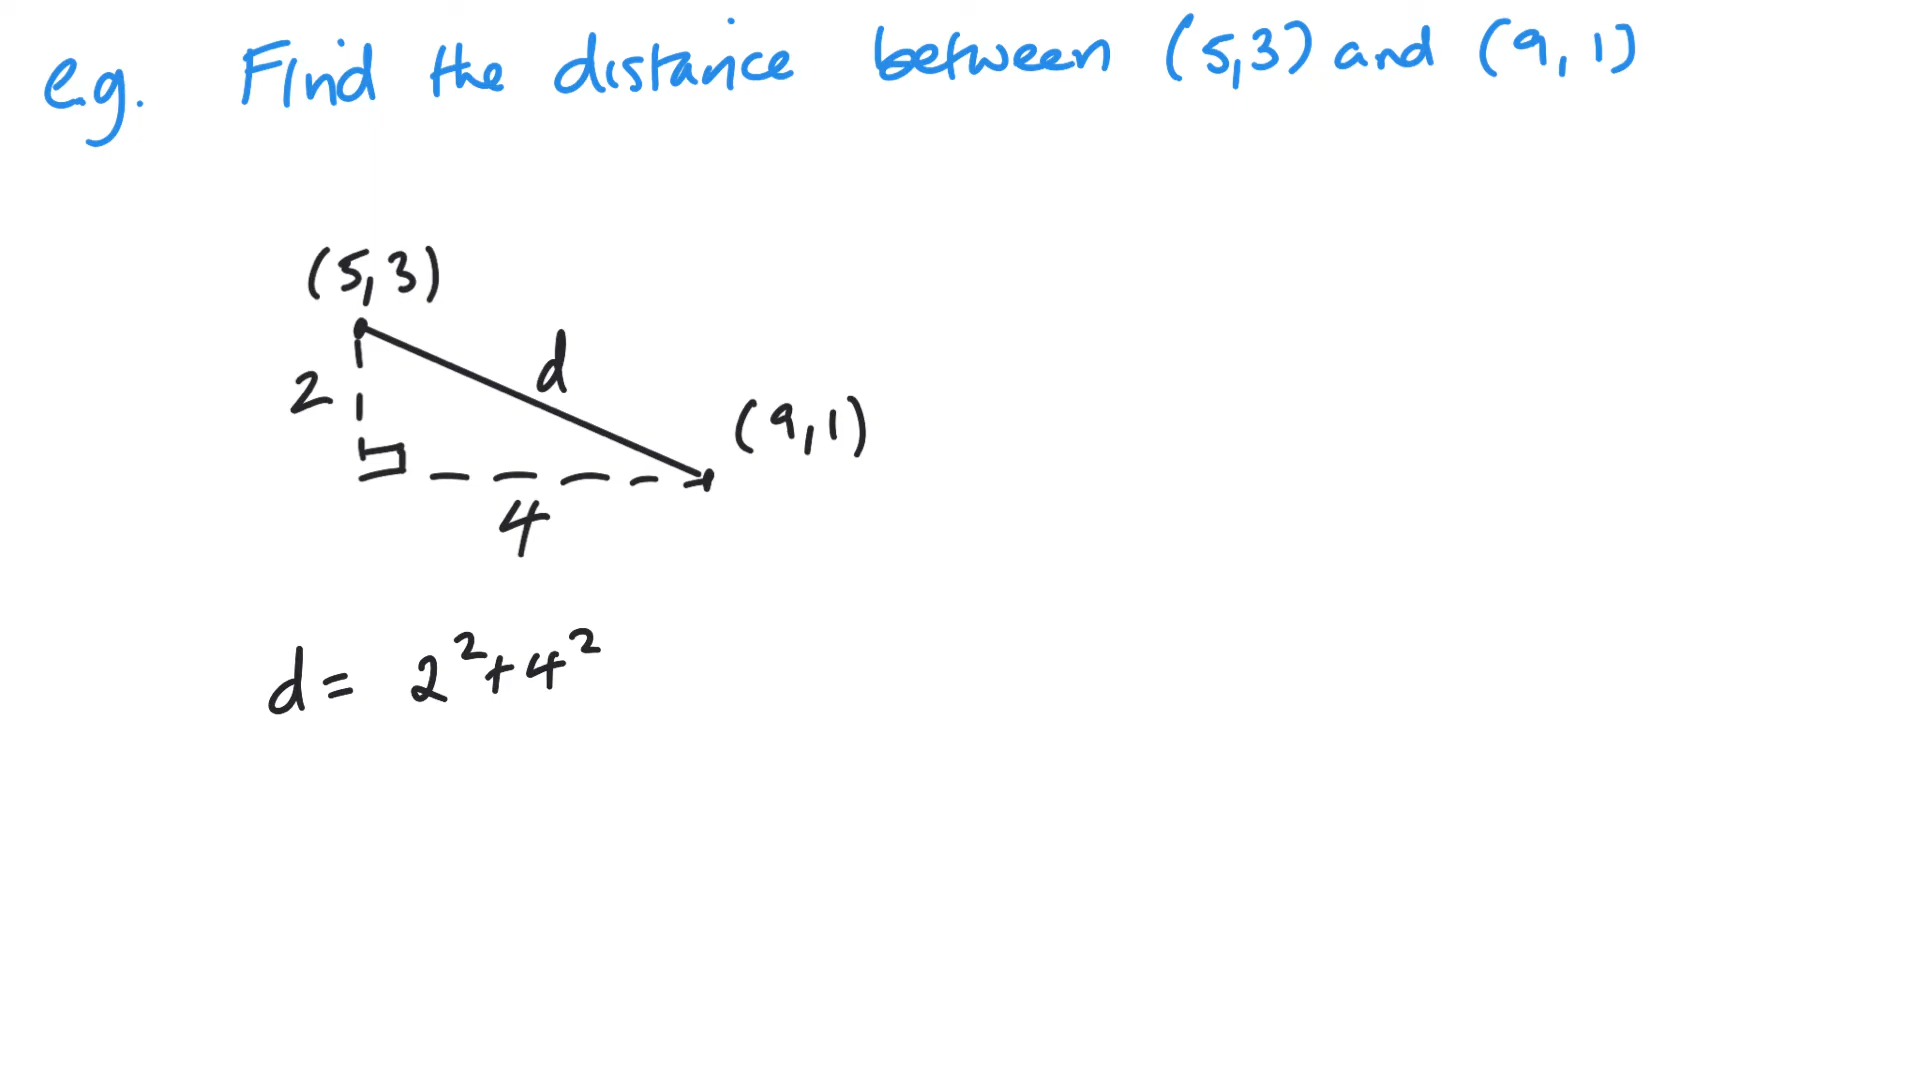 e.g. Find the distance between (5,3) and (9,1)
(5,3)
d
2
(9,1)
4
d= 2²+4²